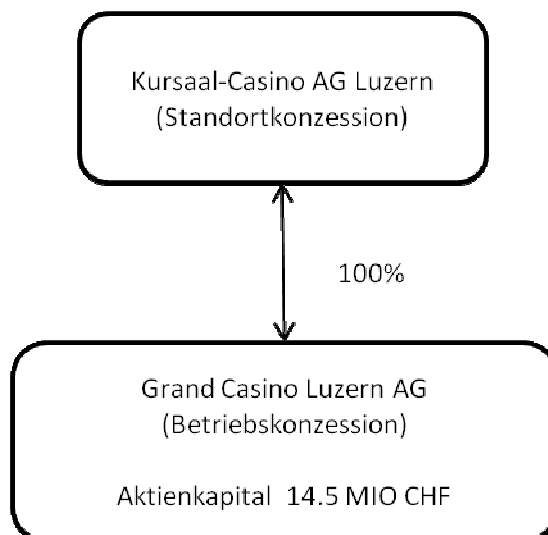 Kursaal-Casino AG Luzern
(Standortkonzession)
100%
Grand Casino Luzern AG
(Betriebskonzession)
Aktienkapital 14.5 MIO CHF